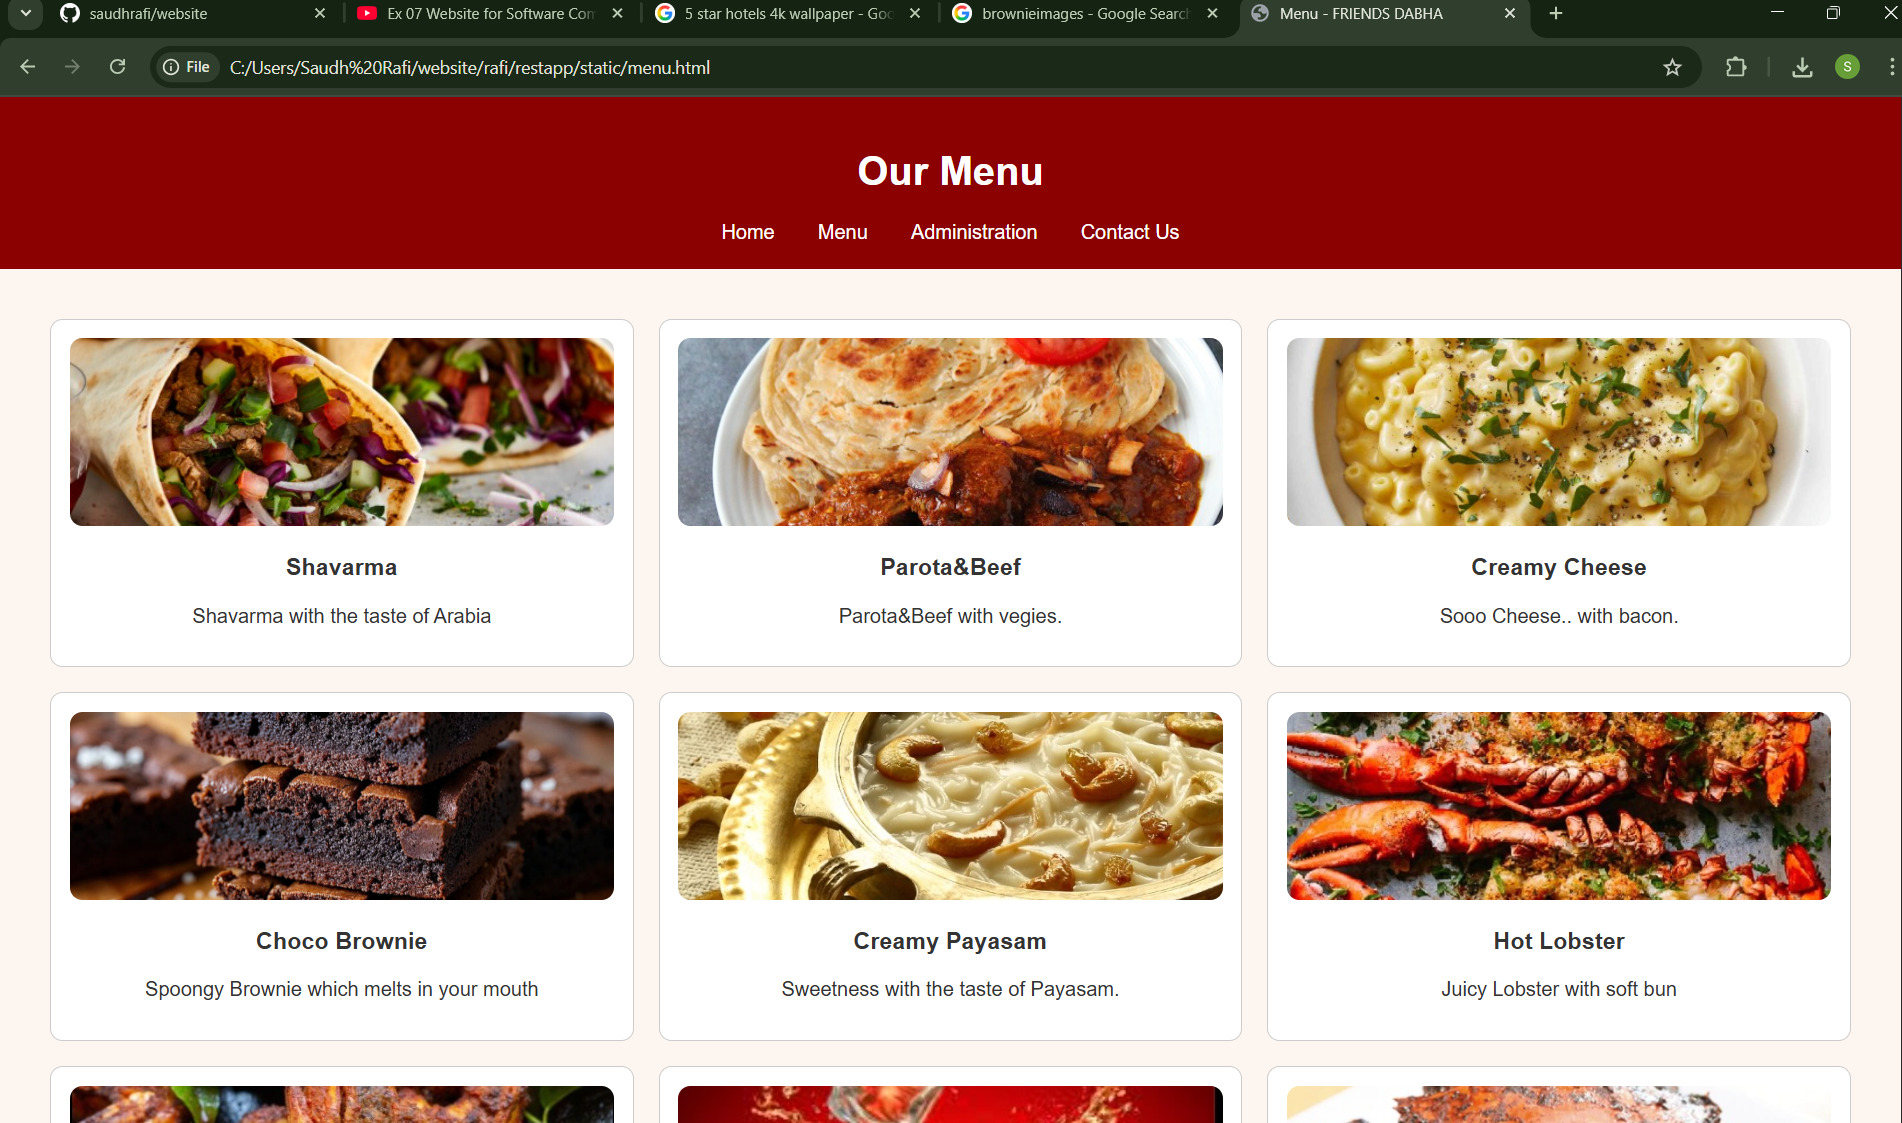 saudhrafi/website
Ex 07 Website for Software Com
5 star hotels 4k wallpaper - Goo
brownieimages - Google Search
Menu - FRIENDS DABHA
File
C:/Users/Saudh%20Rafi/website/rafi/restapp/static/menu.html
S
Our Menu
Home Menu Administration Contact Us
Shavarma
Shavarma with the taste of Arabia
Parota&Beef
Parota&Beef with vegies.
Creamy Cheese
Sooo Cheese.. with bacon.
Choco Brownie
Spoongy Brownie which melts in your mouth
Creamy Payasam
Sweetness with the taste of Payasam.
Hot Lobster
Juicy Lobster with soft bun